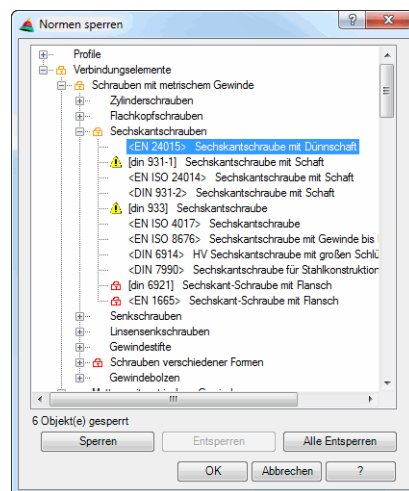 Normen sperren
Profile
Verbindungselemente
Schrauben mit metrischem Gewinde
Zylinderschrauben
Flachkopfschrauben
Sechskantschrauben
<EN 24015> Sechskantschraube mit Dünnschaft
[din 931-1] Sechskantschraube mit Schaft
<EN ISO 24014> Sechskantschraube mit Schaft
<DIN 931-2> Sechskantschraube mit Schaft
[din 933] Sechskantschraube
<EN ISO 4017> Sechskantschraube
<EN ISO 8676> Sechskantschraube mit Gewinde bis
<DIN 6914> HV Sechskantschraube mit großen Schlü
<DIN 7990> Sechskantschraube für Stahlkonstruktion
[din 6921] Sechskant-Schraube mit Flansch
<EN 1665> Sechskant-Schraube mit Flansch
Senkschrauben
Linsensenkschrauben
Gewindestifte
Schrauben verschiedener Formen
Gewindebolzen
6 Objekt(e) gesperrt
Sperren Entsperren Alle Entsperren
OK Abbrechen ?